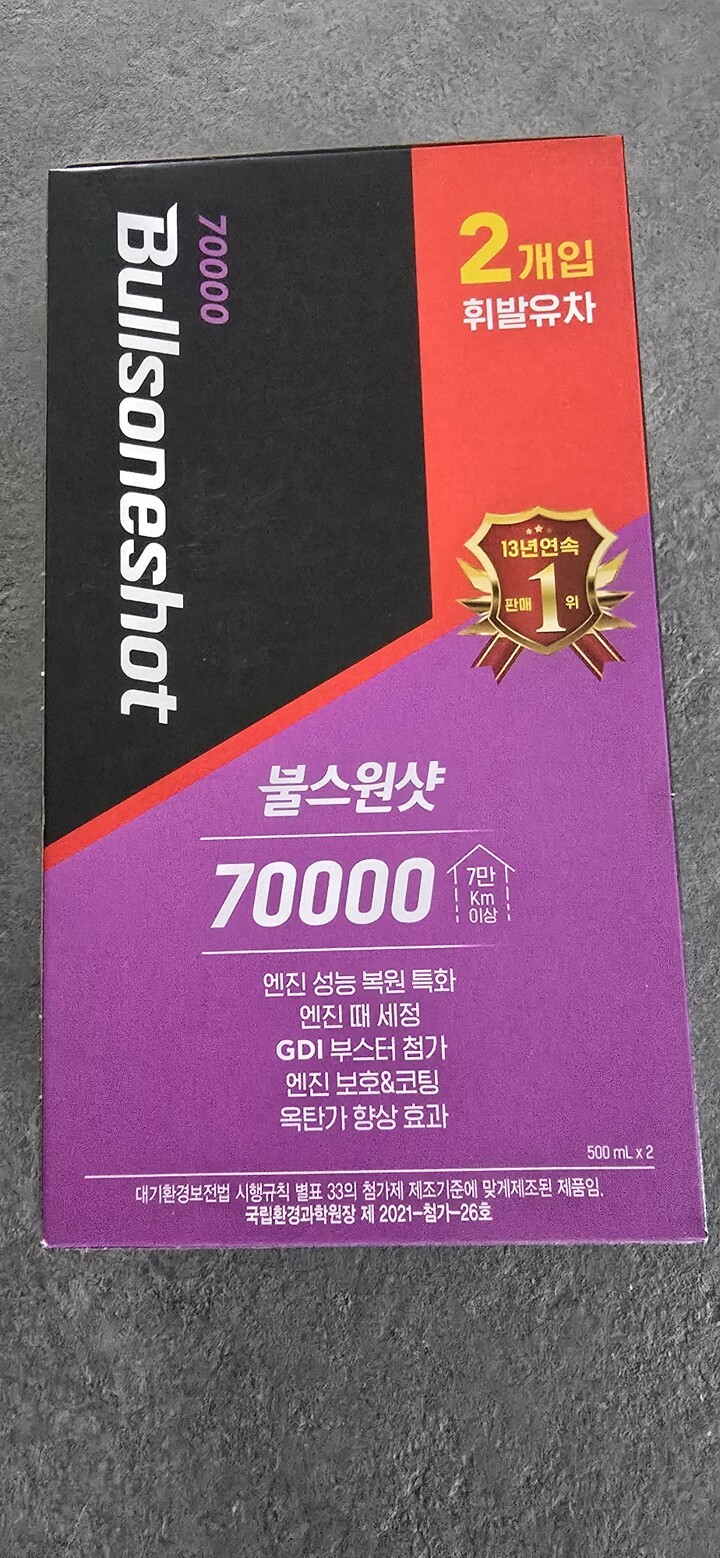 70000
Bullsoneshot
2개입
휘발유차
13년연속
판매 1위
불스원샷
70000
7만
Km
이상
엔진 성능 복원 특화
엔진 때 세정
GDI 부스터 첨가
엔진 보호&코팅
옥탄가 향상 효과
500 mL x 2
대기환경보전법 시행규칙 별표 33의 첨가제 제조기준에 맞게제조된 제품임.
국립환경과학원장 제 2021-첨가-26호